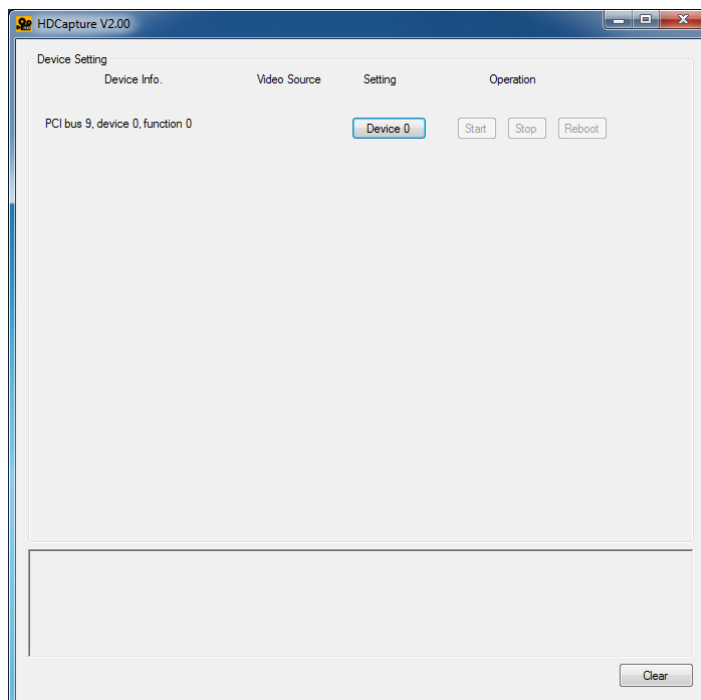 HDCapture V2.00
Device Setting
Device Info. Video Source Setting Operation
PCI bus 9, device 0, function 0 Device 0 Start Stop Reboot
Clear